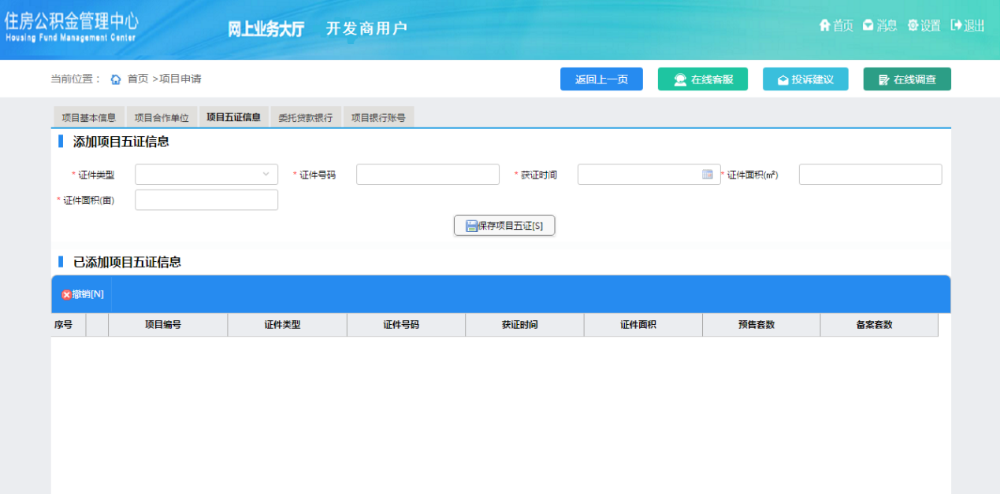 住房公积金管理中心
Housing Fund Management Center
网上业务大厅 开发商用户
首页 消息 设置 退出
当前位置： 首页 >项目申请
返回上一页 在线客服 投诉建议 在线调查
项目基本信息 项目合作单位 项目五证信息 委托贷款银行 项目银行账号
添加项目五证信息
* 证件类型 * 证件号码 * 获证时间 * 证件面积(㎡)
* 证件面积(亩)
保存项目五证[S]
已添加项目五证信息
撤销[N]
序号 项目编号 证件类型 证件号码 获证时间 证件面积 预售套数 备案套数